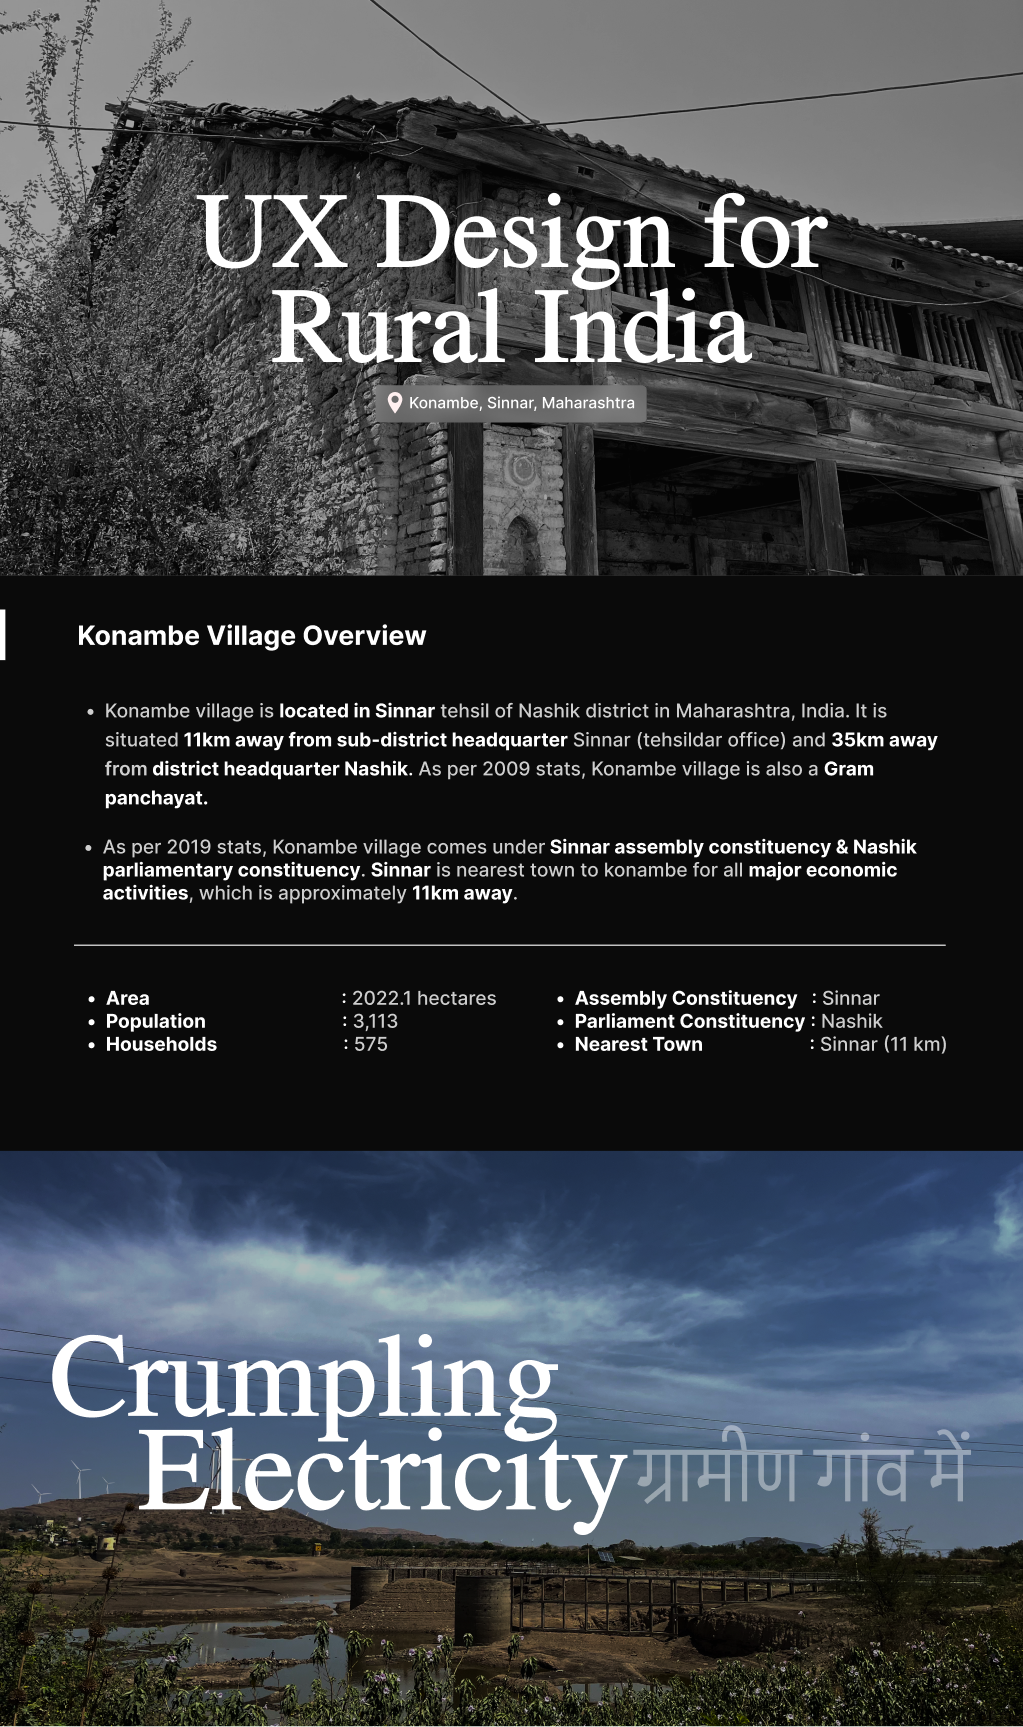 UX Design for
Rural India
Konambe, Sinnar, Maharashtra
Konambe Village Overview
• Konambe village is located in Sinnar tehsil of Nashik district in Maharashtra, India. It is
situated 11km away from sub-district headquarter Sinnar (tehsildar office) and 35km away
from district headquarter Nashik. As per 2009 stats, Konambe village is also a Gram
panchayat.
• As per 2019 stats, Konambe village comes under Sinnar assembly constituency & Nashik
parliamentary constituency. Sinnar is nearest town to konambe for all major economic
activities, which is approximately 11km away.
• Area : 2022.1 hectares
• Population : 3,113
• Households : 575
• Assembly Constituency : Sinnar
• Parliament Constituency : Nashik
• Nearest Town : Sinnar (11 km)
Crumpling
Electricity ग्रामीण गांव में